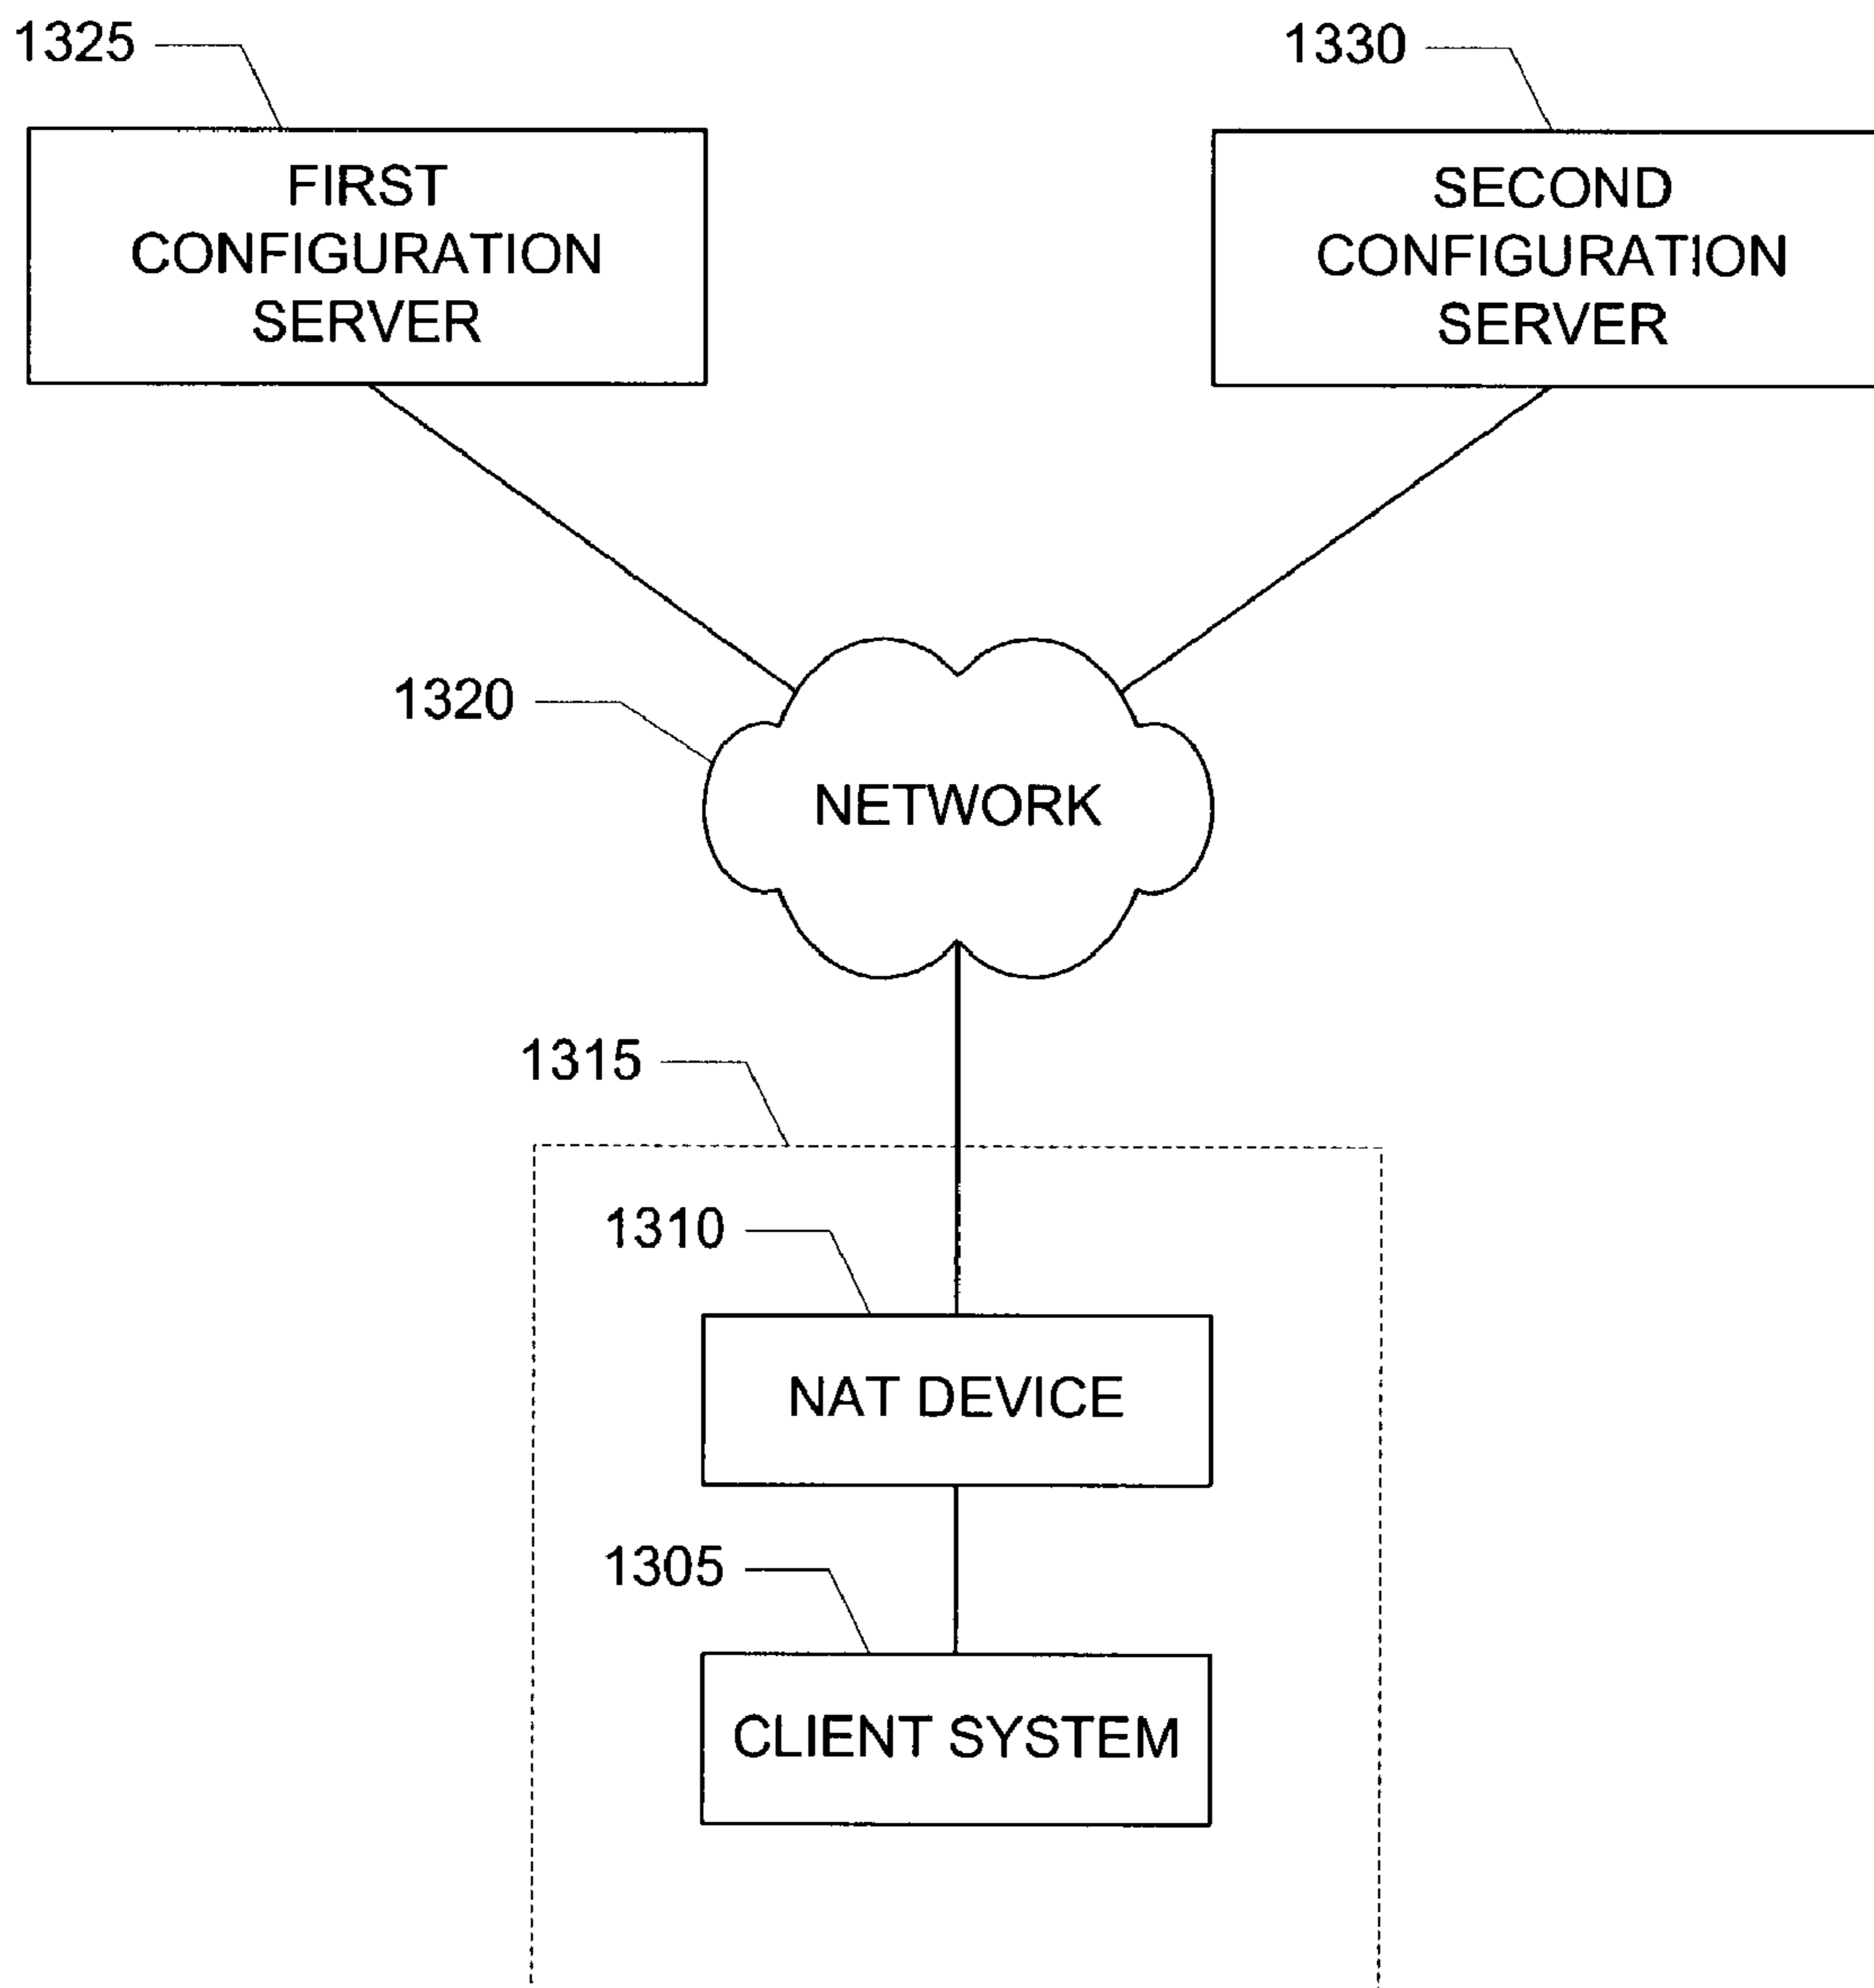 1325
1330
FIRST
CONFIGURATION
SERVER
SECOND
CONFIGURATION
SERVER
1320
NETWORK
1315
1310
NAT DEVICE
1305
CLIENT SYSTEM